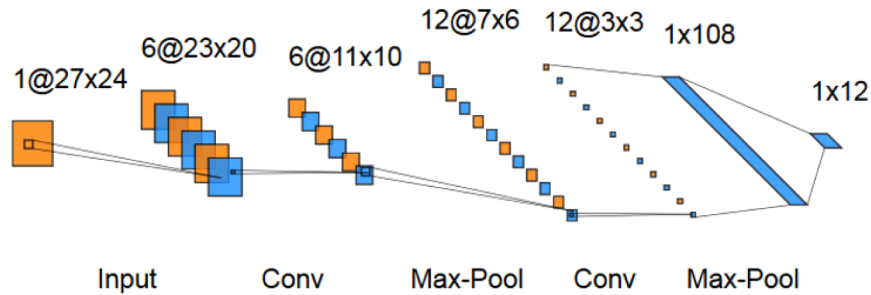 1@27x24
6@23x20
6@11x10
12@7x6
12@3x3
1x108
1x12
Input
Conv
Max-Pool
Conv
Max-Pool